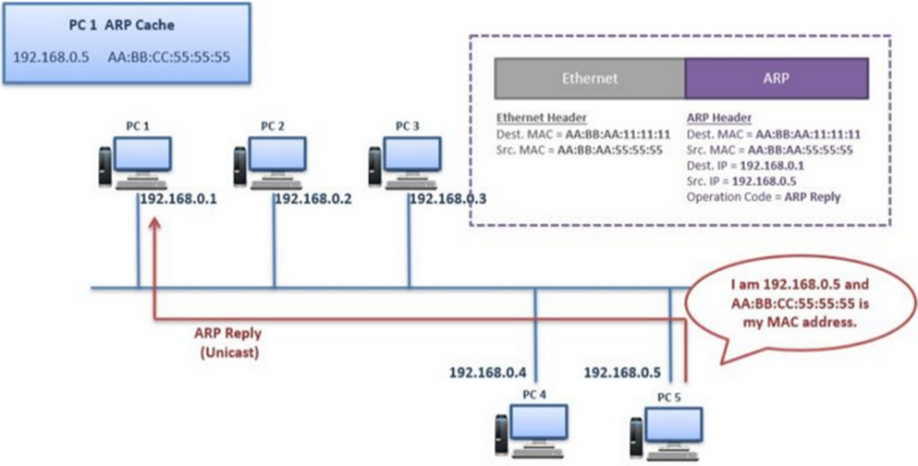 PC 1 ARP Cache
192.168.0.5 AA:BB:CC:55:55:55
Ethernet ARP
Ethernet Header
Dest. MAC = AA:BB:AA:11:11:11
Src. MAC = AA:BB:AA:55:55:55
ARP Header
Dest. MAC = AA:BB:AA:11:11:11
Src. MAC = AA:BB:AA:55:55:55
Dest. IP = 192.168.0.1
Src. IP = 192.168.0.5
Operation Code = ARP Reply
PC 1 PC 2 PC 3
192.168.0.1 192.168.0.2 192.168.0.3
I am 192.168.0.5 and
AA:BB:CC:55:55:55 is
my MAC address.
ARP Reply
(Unicast)
192.168.0.4 192.168.0.5
PC 4 PC 5